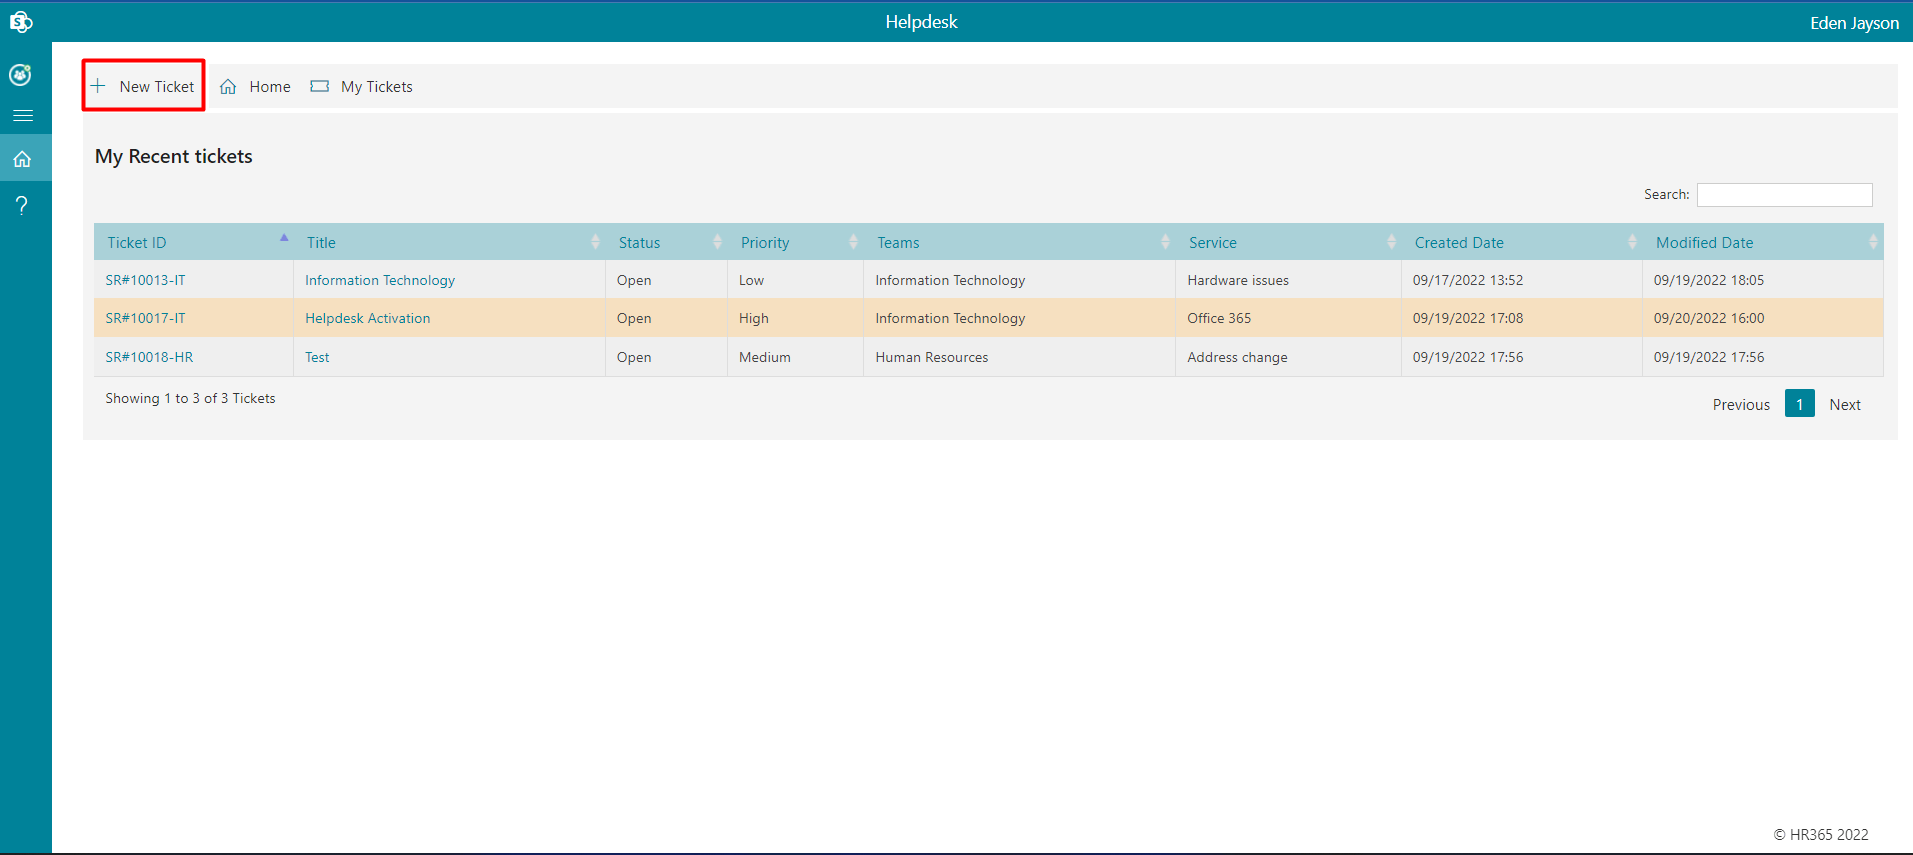 Helpdesk
Eden Jayson
New Ticket Home My Tickets
My Recent tickets
Search:
Ticket ID Title Status Priority Teams Service Created Date Modified Date
SR#10013-IT Information Technology Open Low Information Technology Hardware issues 09/17/2022 13:52 09/19/2022 18:05
SR#10017-IT Helpdesk Activation Open High Information Technology Office 365 09/19/2022 17:08 09/20/2022 16:00
SR#10018-HR Test Open Medium Human Resources Address change 09/19/2022 17:56 09/19/2022 17:56
Showing 1 to 3 of 3 Tickets
Previous 1 Next
© HR365 2022